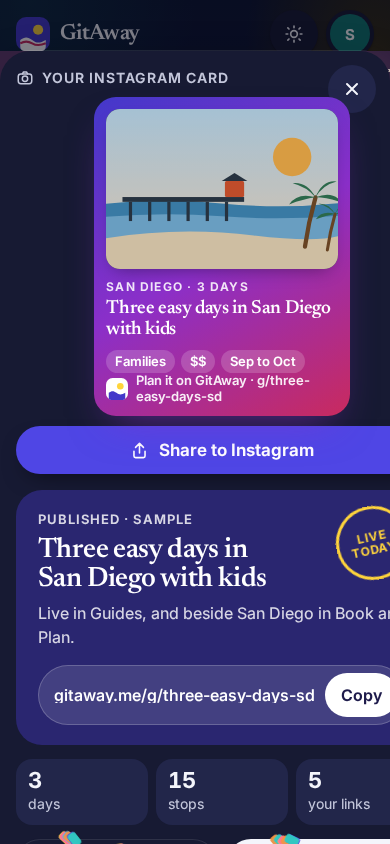 GitAway
S
YOUR INSTAGRAM CARD
SAN DIEGO · 3 DAYS
Three easy days in San Diego
with kids
Families
$$
Sep to Oct
Plan it on GitAway · g/three-
easy-days-sd
Share to Instagram
PUBLISHED · SAMPLE
LIVE
TODAY
Three easy days in
San Diego with kids
Live in Guides, and beside San Diego in Book
Plan.
gitaway.me/g/three-easy-days-sd
Copy
3
15
5
days
stops
your links